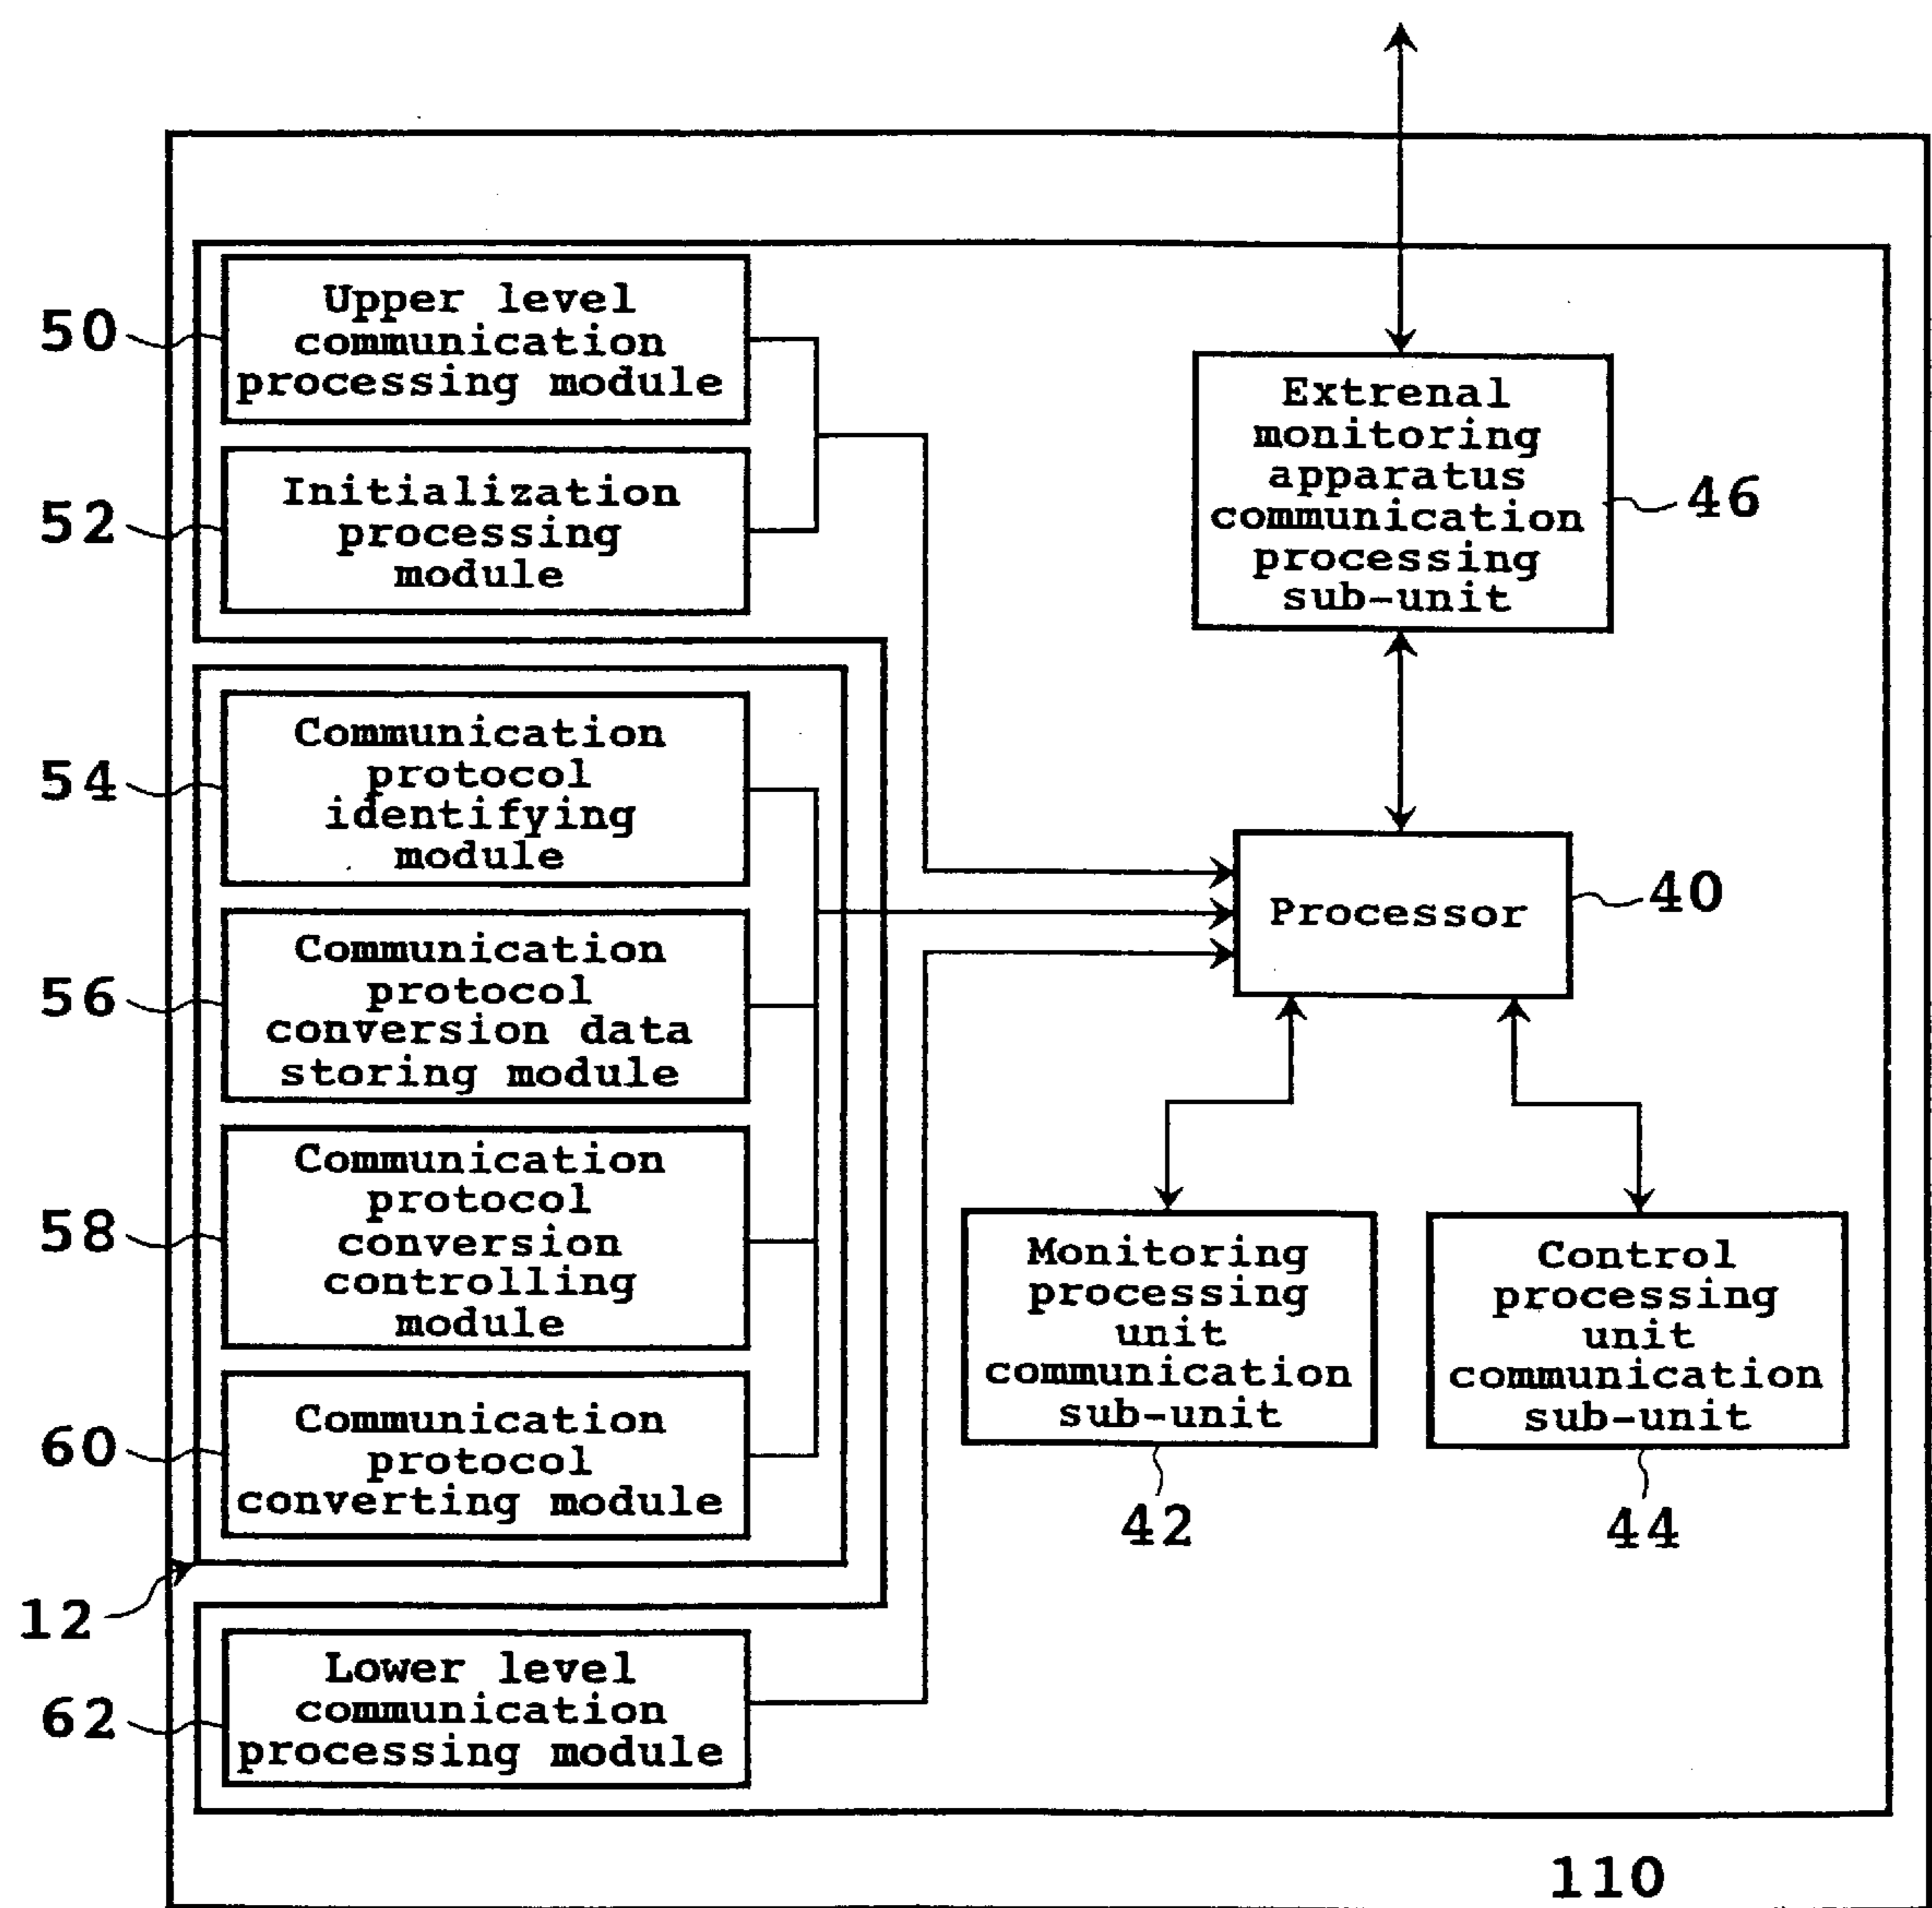 50
Upper level
communication
processing module
52
Initialization
processing
module
54
Communication
protocol
identifying
module
56
Communication
protocol
conversion data
storing module
58
Communication
protocol
conversion
controlling
module
60
Communication
protocol
converting module
12
62
Lower level
communication
processing module
Extrenal
monitoring
apparatus
communication
processing
sub-unit
46
Processor
40
Monitoring
processing
unit
communication
sub-unit
42
Control
processing
unit
communication
sub-unit
44
110